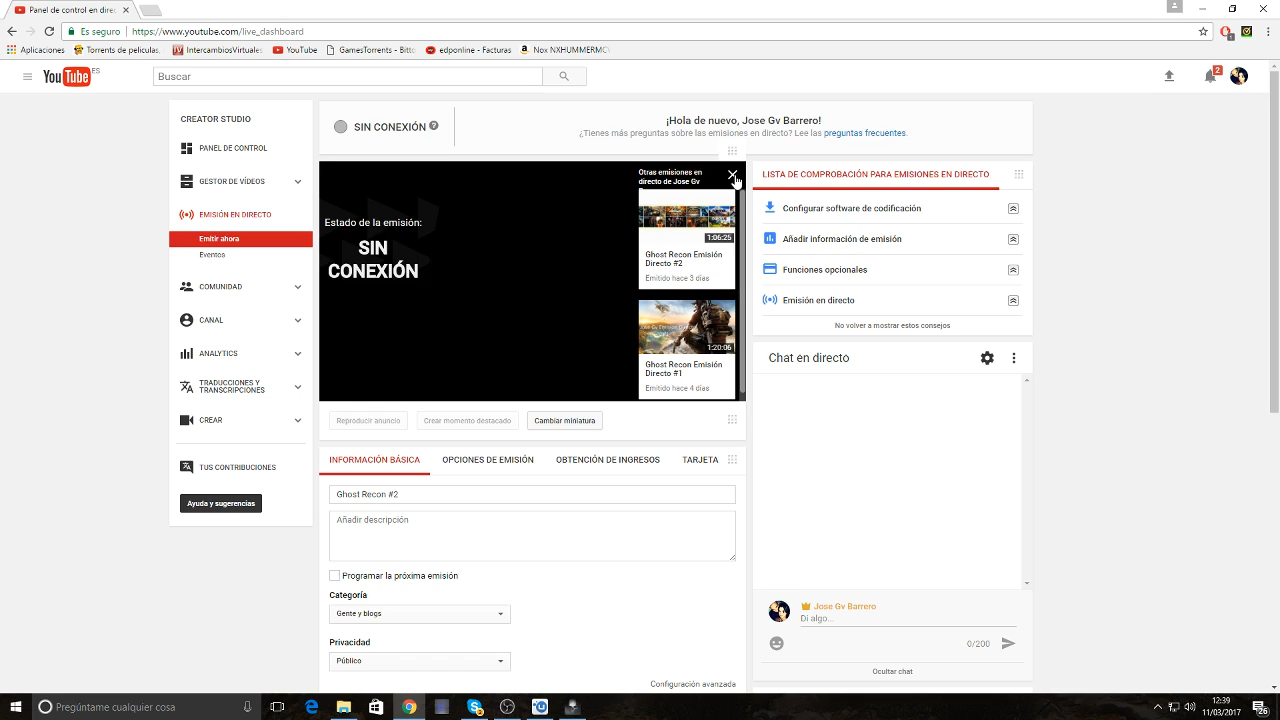 Panel de control en direc
Es seguro
https://www.youtube.com/live_dashboard
Aplicaciones
Torrents de peliculas.
IntercambiosVirtuales
YouTube
GamesTorrents - Bitto
edponline - Facturas
Nox NXHUMMERMC
1
YouTube ES
Buscar
2
CREATOR STUDIO
PANEL DE CONTROL
GESTOR DE VÍDEOS
EMISIÓN EN DIRECTO
Emitir ahora
Eventos
COMUNIDAD
CANAL
ANALYTICS
TRADUCCIONES Y
TRANSCRIPCIONES
CREAR
TUS CONTRIBUCIONES
Ayuda y sugerencias
SIN CONEXIÓN ?
¡Hola de nuevo, Jose Gv Barrero!
¿Tienes más preguntas sobre las emisiones en directo? Lee las preguntas frecuentes.
Estado de la emisión:
SIN
CONEXIÓN
Otras emisiones en
directo de Jose Gv
1:06:25
Ghost Recon Emisión
Directo #2
Emitido hace 3 días
1:20:06
Ghost Recon Emisión
Directo #1
Emitido hace 4 días
Reproducir anuncio
Crear momento destacado
Cambiar miniatura
INFORMACIÓN BÁSICA
OPCIONES DE EMISIÓN
OBTENCIÓN DE INGRESOS
TARJETA
Ghost Recon #2
Añadir descripción
Programar la próxima emisión
Categoría
Gente y blogs
Privacidad
Público
Configuración avanzada
LISTA DE COMPROBACIÓN PARA EMISIONES EN DIRECTO
Configurar software de codificación
Añadir información de emisión
Funciones opcionales
Emisión en directo
No volver a mostrar estos consejos
Chat en directo
Jose Gv Barrero
Di algo...
0/200
Ocultar chat
Pregúntame cualquier cosa
12:39
11/03/2017